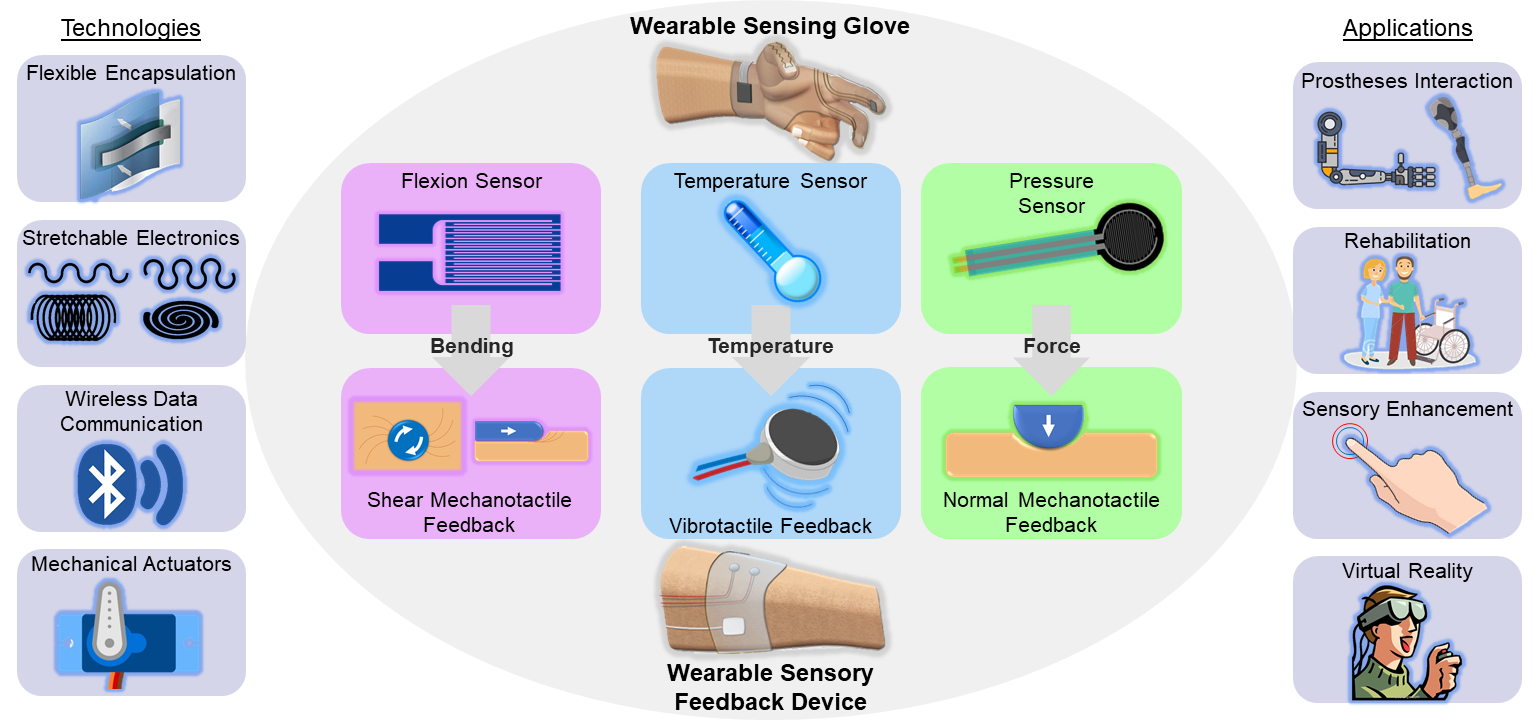 Technologies
Flexible Encapsulation
Stretchable Electronics
Wireless Data
Communication
Mechanical Actuators
Wearable Sensing Glove
Flexion Sensor
Temperature Sensor
Pressure
Sensor
Bending
Temperature
Force
Shear Mechanotactile
Feedback
Vibrotactile Feedback
Normal Mechanotactile
Feedback
Wearable Sensory
Feedback Device
Applications
Prostheses Interaction
Rehabilitation
Sensory Enhancement
Virtual Reality